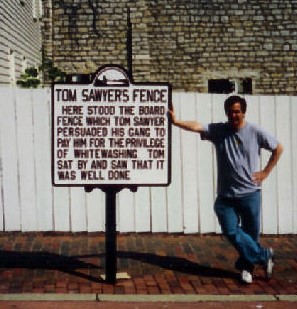 TOM SAWYER'S FENCE
HERE STOOD THE BOARD
FENCE WHICH TOM SAWYER
PERSUADED HIS GANG TO
PAY HIM FOR THE PRIVILEGE
OF WHITEWASHING TOM
SAT BY AND SAW THAT IT
WAS WELL DONE